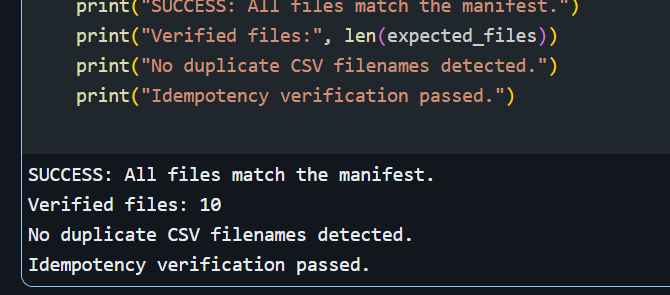 print("SUCCESS: All files match the manifest.")
print("Verified files:", len(expected_files))
print("No duplicate CSV filenames detected.")
print("Idempotency verification passed.")
SUCCESS: All files match the manifest.
Verified files: 10
No duplicate CSV filenames detected.
Idempotency verification passed.